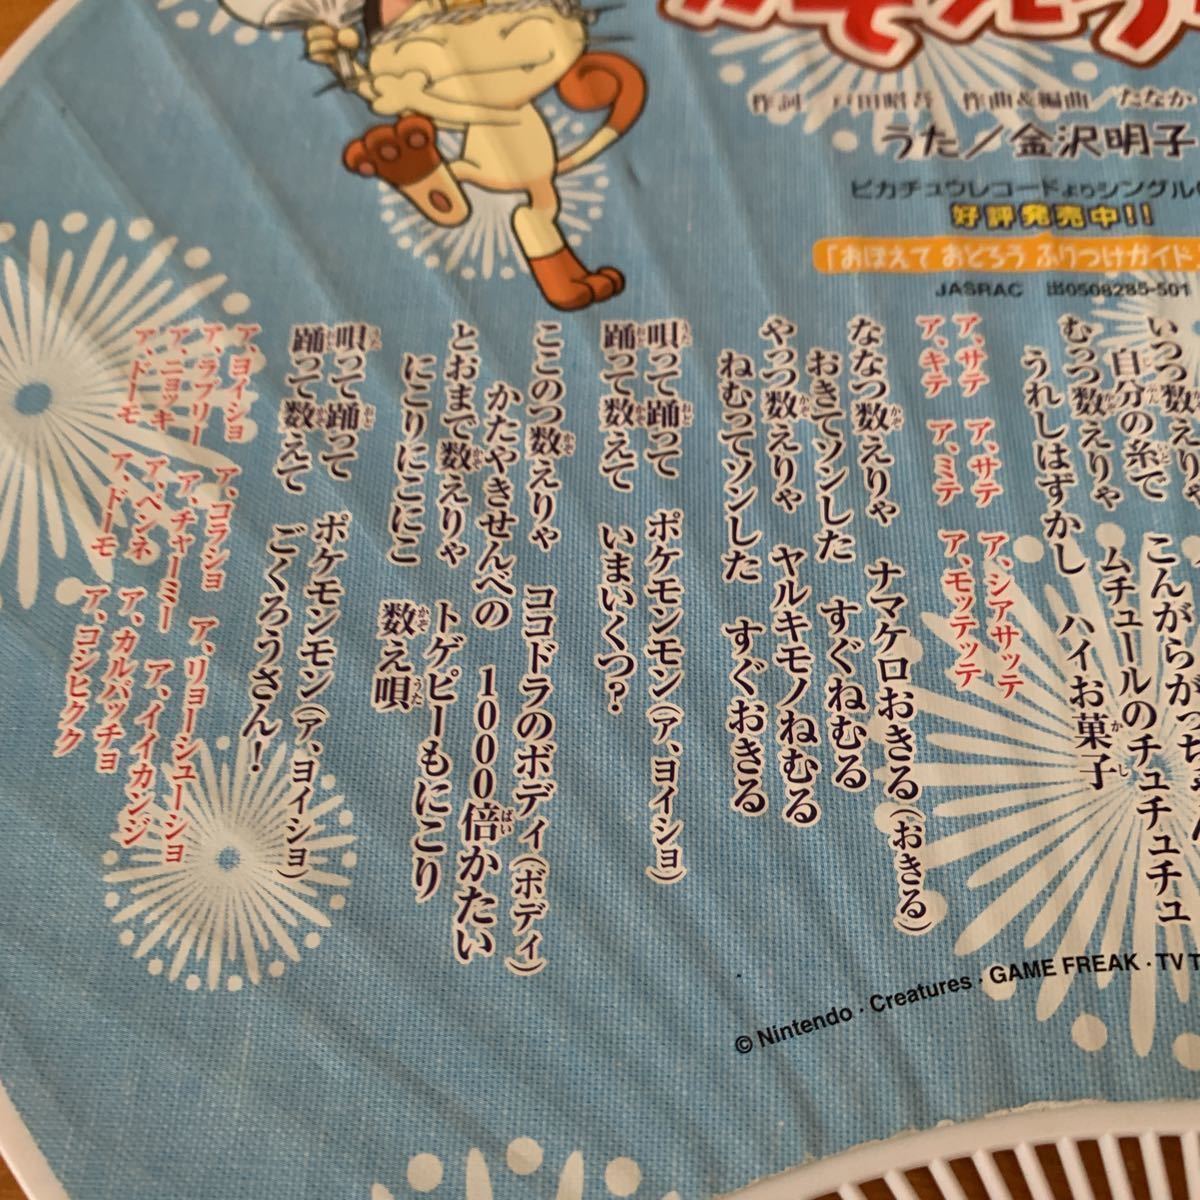 作詞 戸田昭吾 作曲&編曲/たなか
うた/金沢明子
ピカチュウレコードよりシングル
好評発売中!!
「おぼえて おどろう ふりつけガイド」
JASRAC 出0508285-501
いつつ数えりゃ こんがらがっちゃ
自分の糸で ムチュールのチュチュチュ
むっつ数えりゃ
うれしはずかし ハイお菓子
ア、サテ ア、サテ ア、シアサッテ
ア、キテ ア、ミテ ア、モッテッテ
ななつ数えりゃ ナマケロおきる(おきる)
おきてソンした すぐねむる
やっつ数えりゃ ヤルキモノねむる
ねむってソンした すぐおきる
唄って踊って ポケモンモン(ア、ヨイショ)
踊って数えて いまいくつ?
ここのつ数えりゃ ココドラのボディ(ボディ)
かたやきせんべの 1000倍かたい
とおまで数えりゃ トゲピーもにこり
にこりにこにこ 数え唄
唄って踊って ポケモンモン(ア、ヨイショ)
踊って数えて ごくろうさん!
ア、ヨイショ ア、コラショ ア、リョーシューショ
ア、ラブリー ア、チャーミー ア、イイカンジ
ア、ニョッキ ア、ペンネ ア、カルパッチョ
ア、ドーモ ア、ドーモ ア、コンヒクク
© Nintendo · Creatures · GAME FREAK · TV T